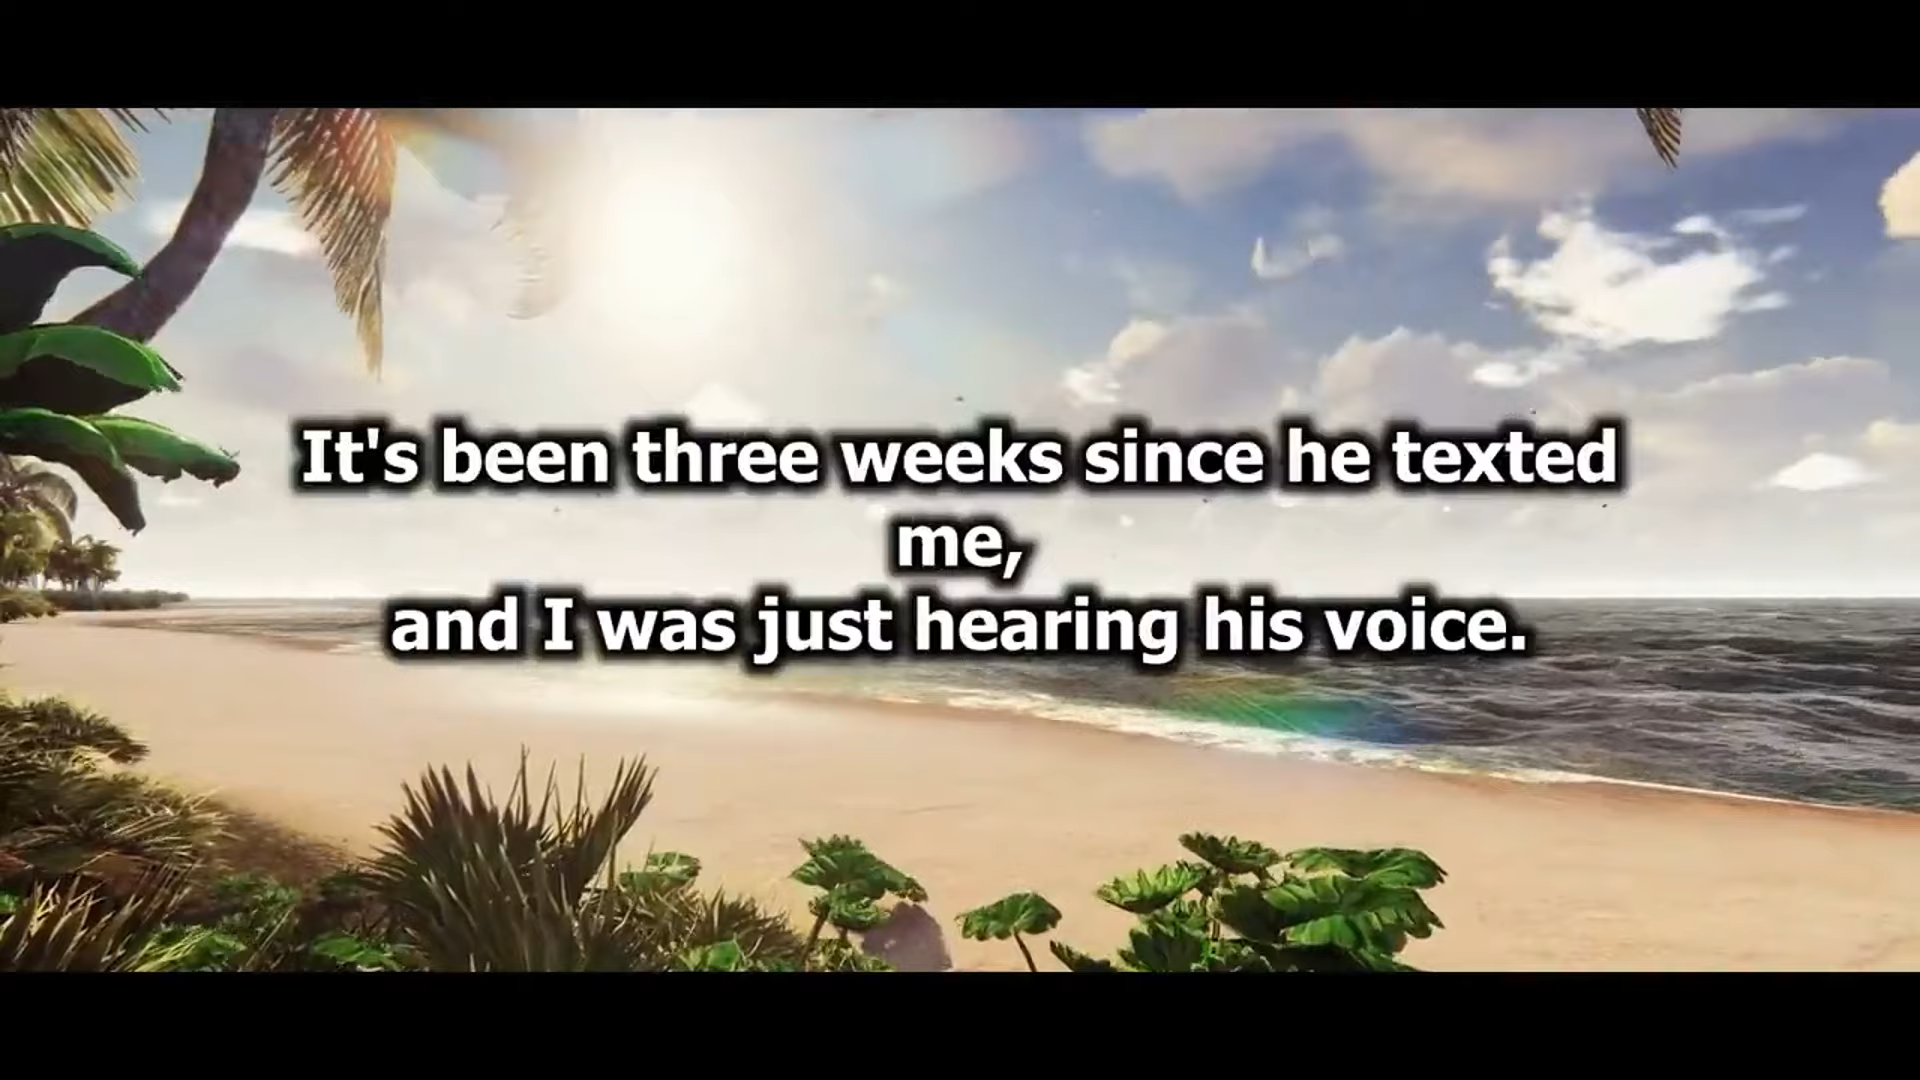 It's been three weeks since he texted
me,
and I was just hearing his voice.